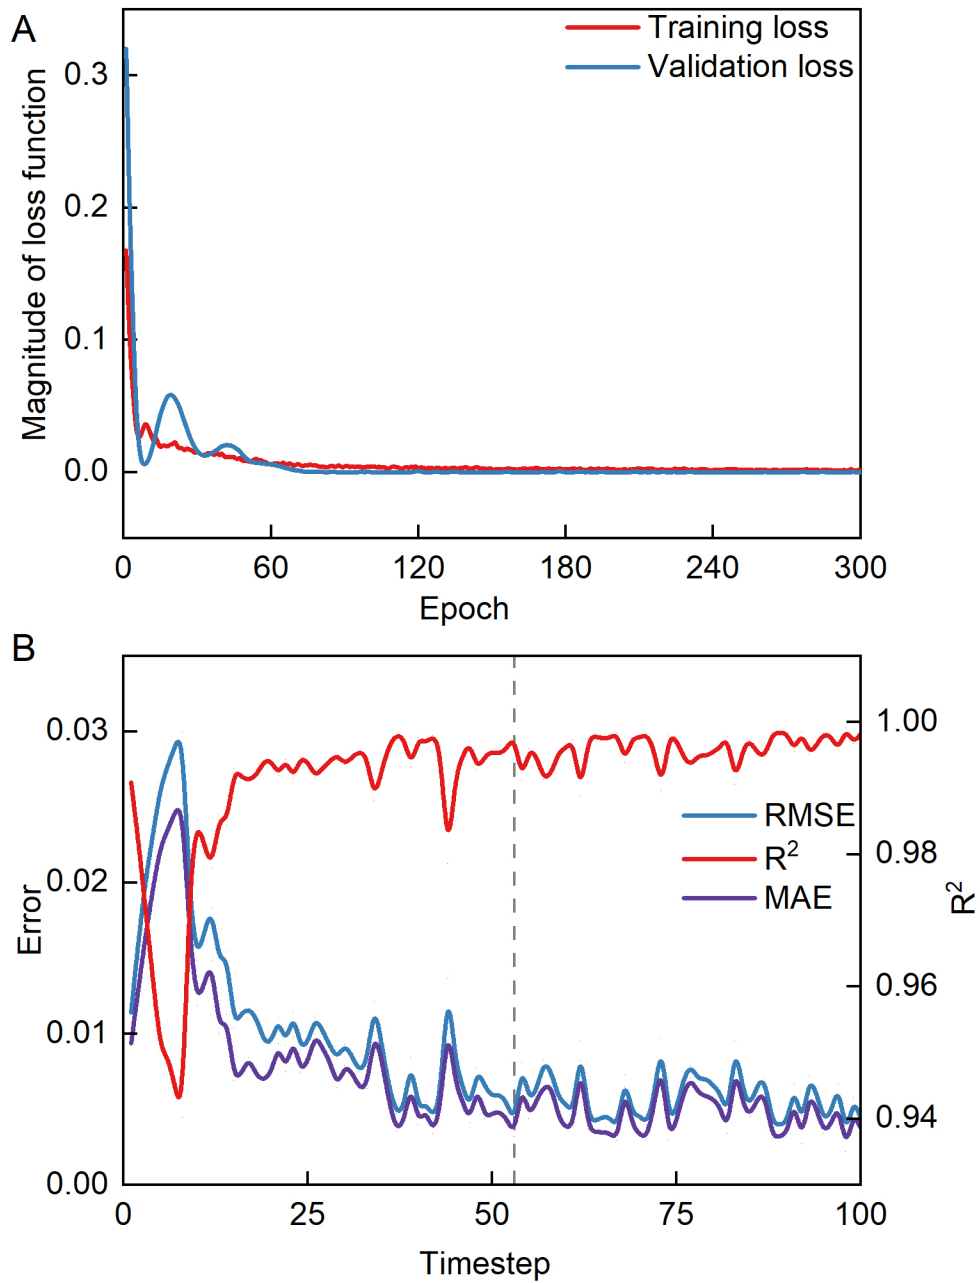 A
Training loss
Validation loss
Magnitude of loss function
0.3
0.2
0.1
0.0
0 60 120 180 240 300
Epoch
B
Error
0.03
0.02
0.01
0.00
1.00
0.98
0.96
0.94
R²
RMSE
R²
MAE
0 25 50 75 100
Timestep